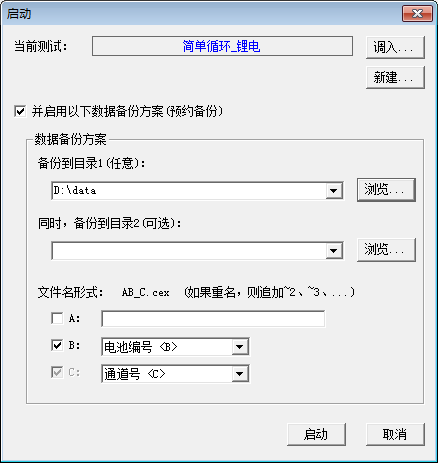 启动
当前测试： 简单循环_锂电 调入...
新建...
并启用以下数据备份方案(预约备份)
数据备份方案
备份到目录1(任意)：
D:\data 浏览...
同时，备份到目录2(可选)：
浏览...
文件名形式： AB_C.cex (如果重名，则追加~2、~3、...)
A:
B: 电池编号 <B>
C: 通道号 <C>
启动 取消